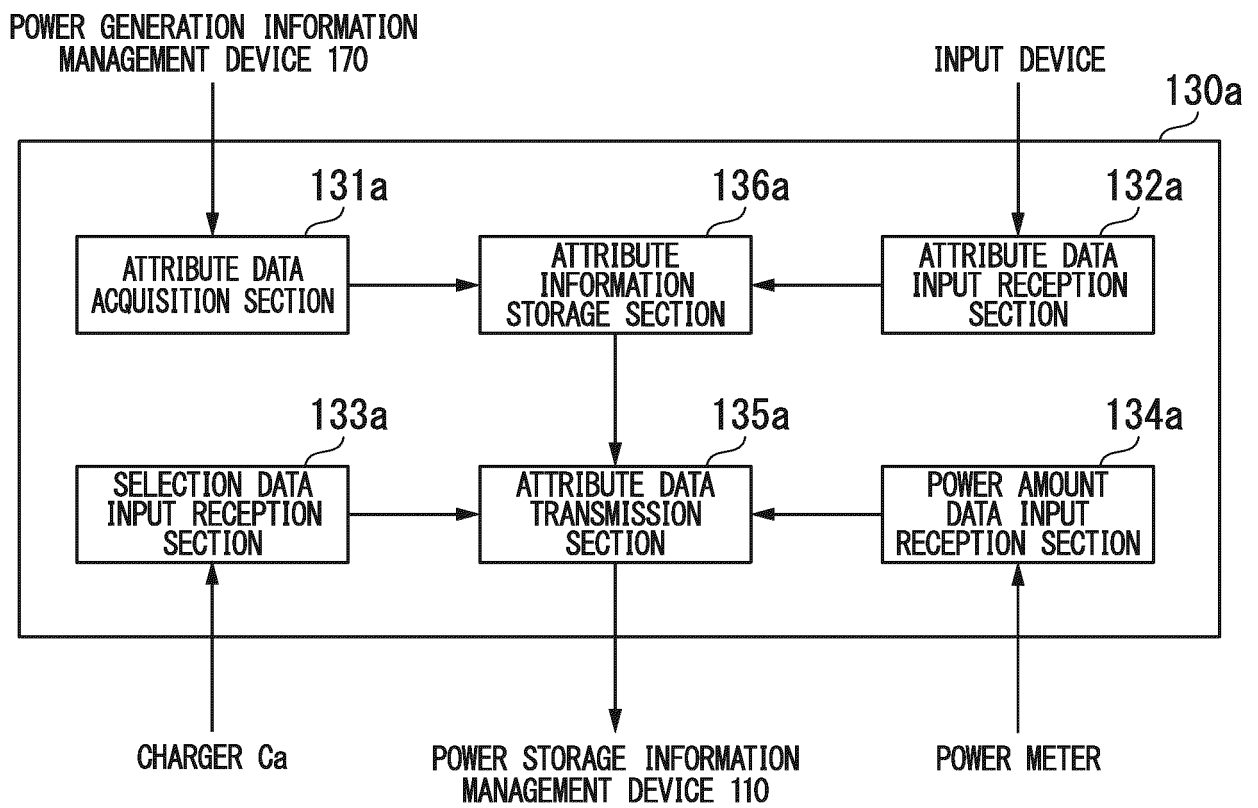 POWER GENERATION INFORMATION
MANAGEMENT DEVICE 170
INPUT DEVICE
130a
131a
136a
132a
ATTRIBUTE DATA
ACQUISITION SECTION
ATTRIBUTE
INFORMATION
STORAGE SECTION
ATTRIBUTE DATA
INPUT RECEPTION
SECTION
133a
135a
134a
SELECTION DATA
INPUT RECEPTION
SECTION
ATTRIBUTE DATA
TRANSMISSION
SECTION
POWER AMOUNT
DATA INPUT
RECEPTION SECTION
CHARGER Ca
POWER STORAGE INFORMATION
MANAGEMENT DEVICE 110
POWER METER